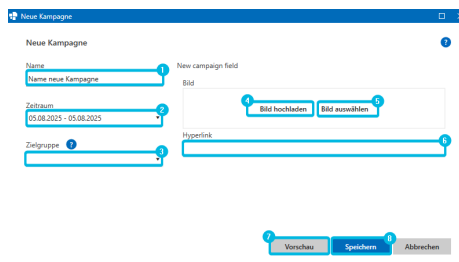 Neue Kampagne
Neue Kampagne
?
Name
1
Name neue Kampagne
New campaign field
Bild
4
Bild hochladen
5
Bild auswählen
Zeitraum
2
05.08.2025 - 05.08.2025
Hyperlink
6
Zielgruppe ?
3
7
Vorschau
8
Speichern
Abbrechen